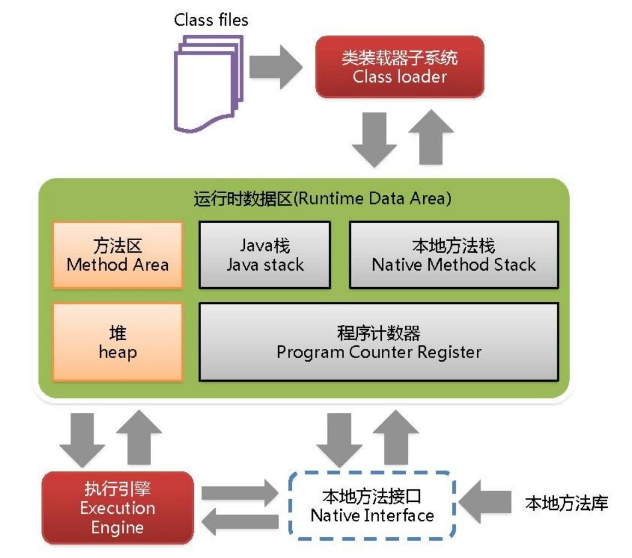 Class files
类装载器子系统
Class loader
运行时数据区(Runtime Data Area)
方法区
Method Area
Java栈
Java stack
本地方法栈
Native Method Stack
堆
heap
程序计数器
Program Counter Register
执行引擎
Execution
Engine
本地方法接口
Native Interface
本地方法库